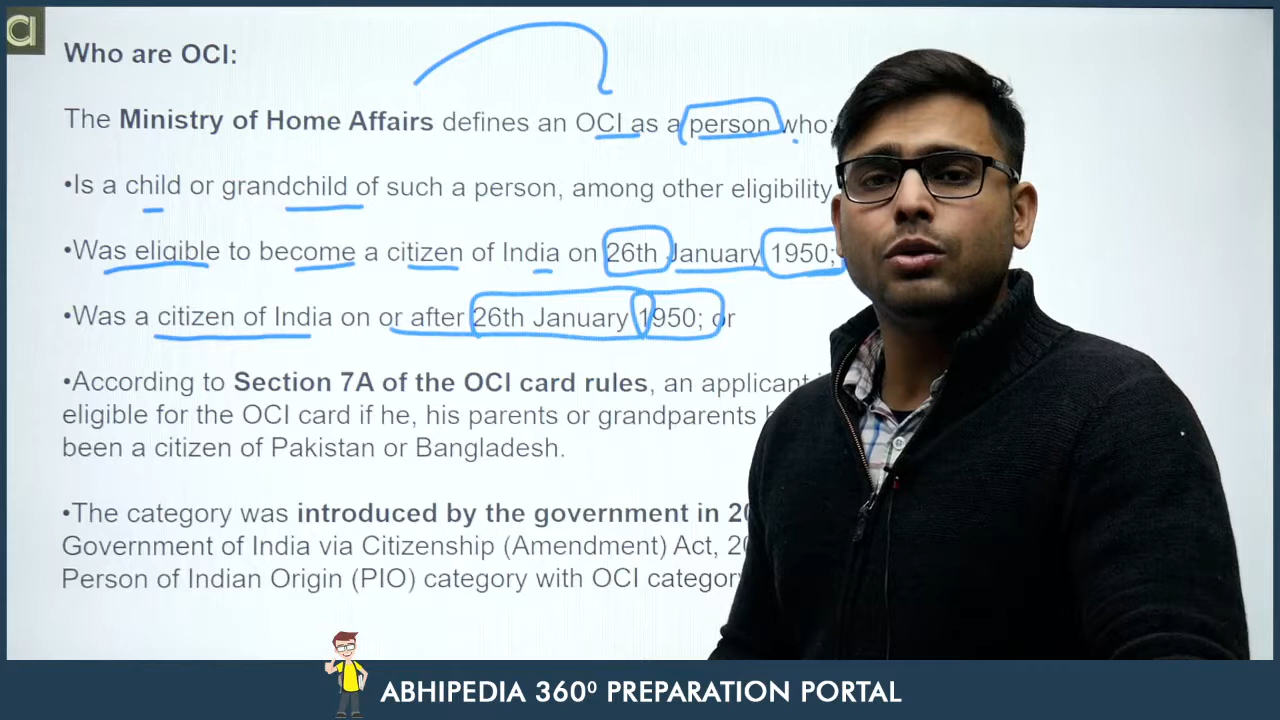 Who are OCI:
The Ministry of Home Affairs defines an OCI as a person who:
•Is a child or grandchild of such a person, among other eligibility
•Was eligible to become a citizen of India on 26th January 1950;
•Was a citizen of India on or after 26th January 1950; or
•According to Section 7A of the OCI card rules, an applicant
eligible for the OCI card if he, his parents or grandparents
been a citizen of Pakistan or Bangladesh.
•The category was introduced by the government in
Government of India via Citizenship (Amendment) Act,
Person of Indian Origin (PIO) category with OCI category
ABHIPEDIA 360⁰ PREPARATION PORTAL